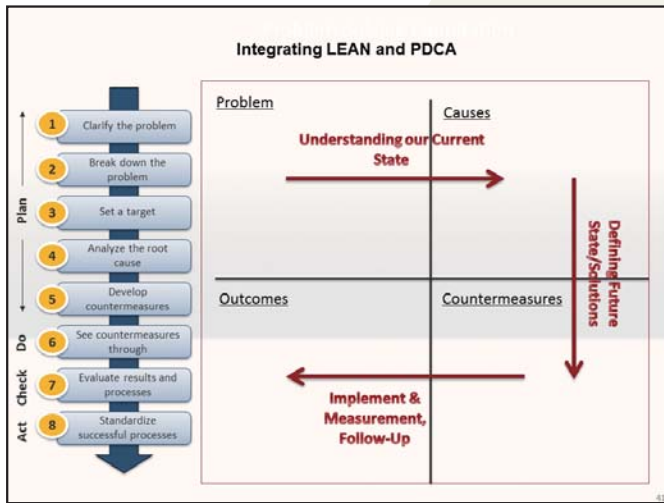 Integrating LEAN and PDCA
Plan
Do
Check
Act
1
Clarify the problem
2
Break down the
problem
3
Set a target
4
Analyze the root
cause
5
Develop
countermeasures
6
See countermeasures
through
7
Evaluate results and
processes
8
Standardize
successful processes
Problem
Causes
Understanding our Current
State
Defining Future
State/Solutions
Outcomes
Countermeasures
Implement &
Measurement,
Follow-Up